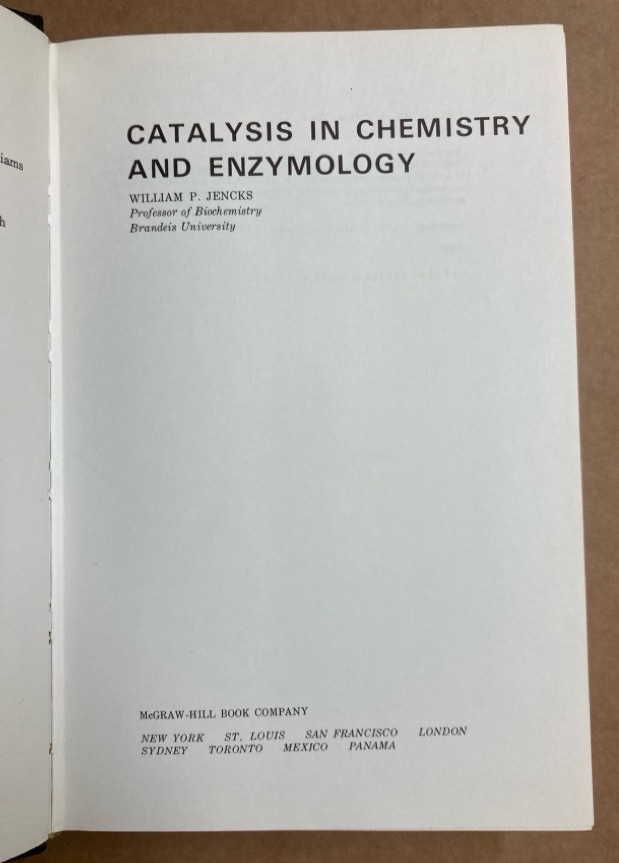 CATALYSIS IN CHEMISTRY
AND ENZYMOLOGY
WILLIAM P. JENCKS
Professor of Biochemistry
Brandeis University
McGRAW-HILL BOOK COMPANY
NEW YORK ST. LOUIS SAN FRANCISCO LONDON
SYDNEY TORONTO MEXICO PANAMA